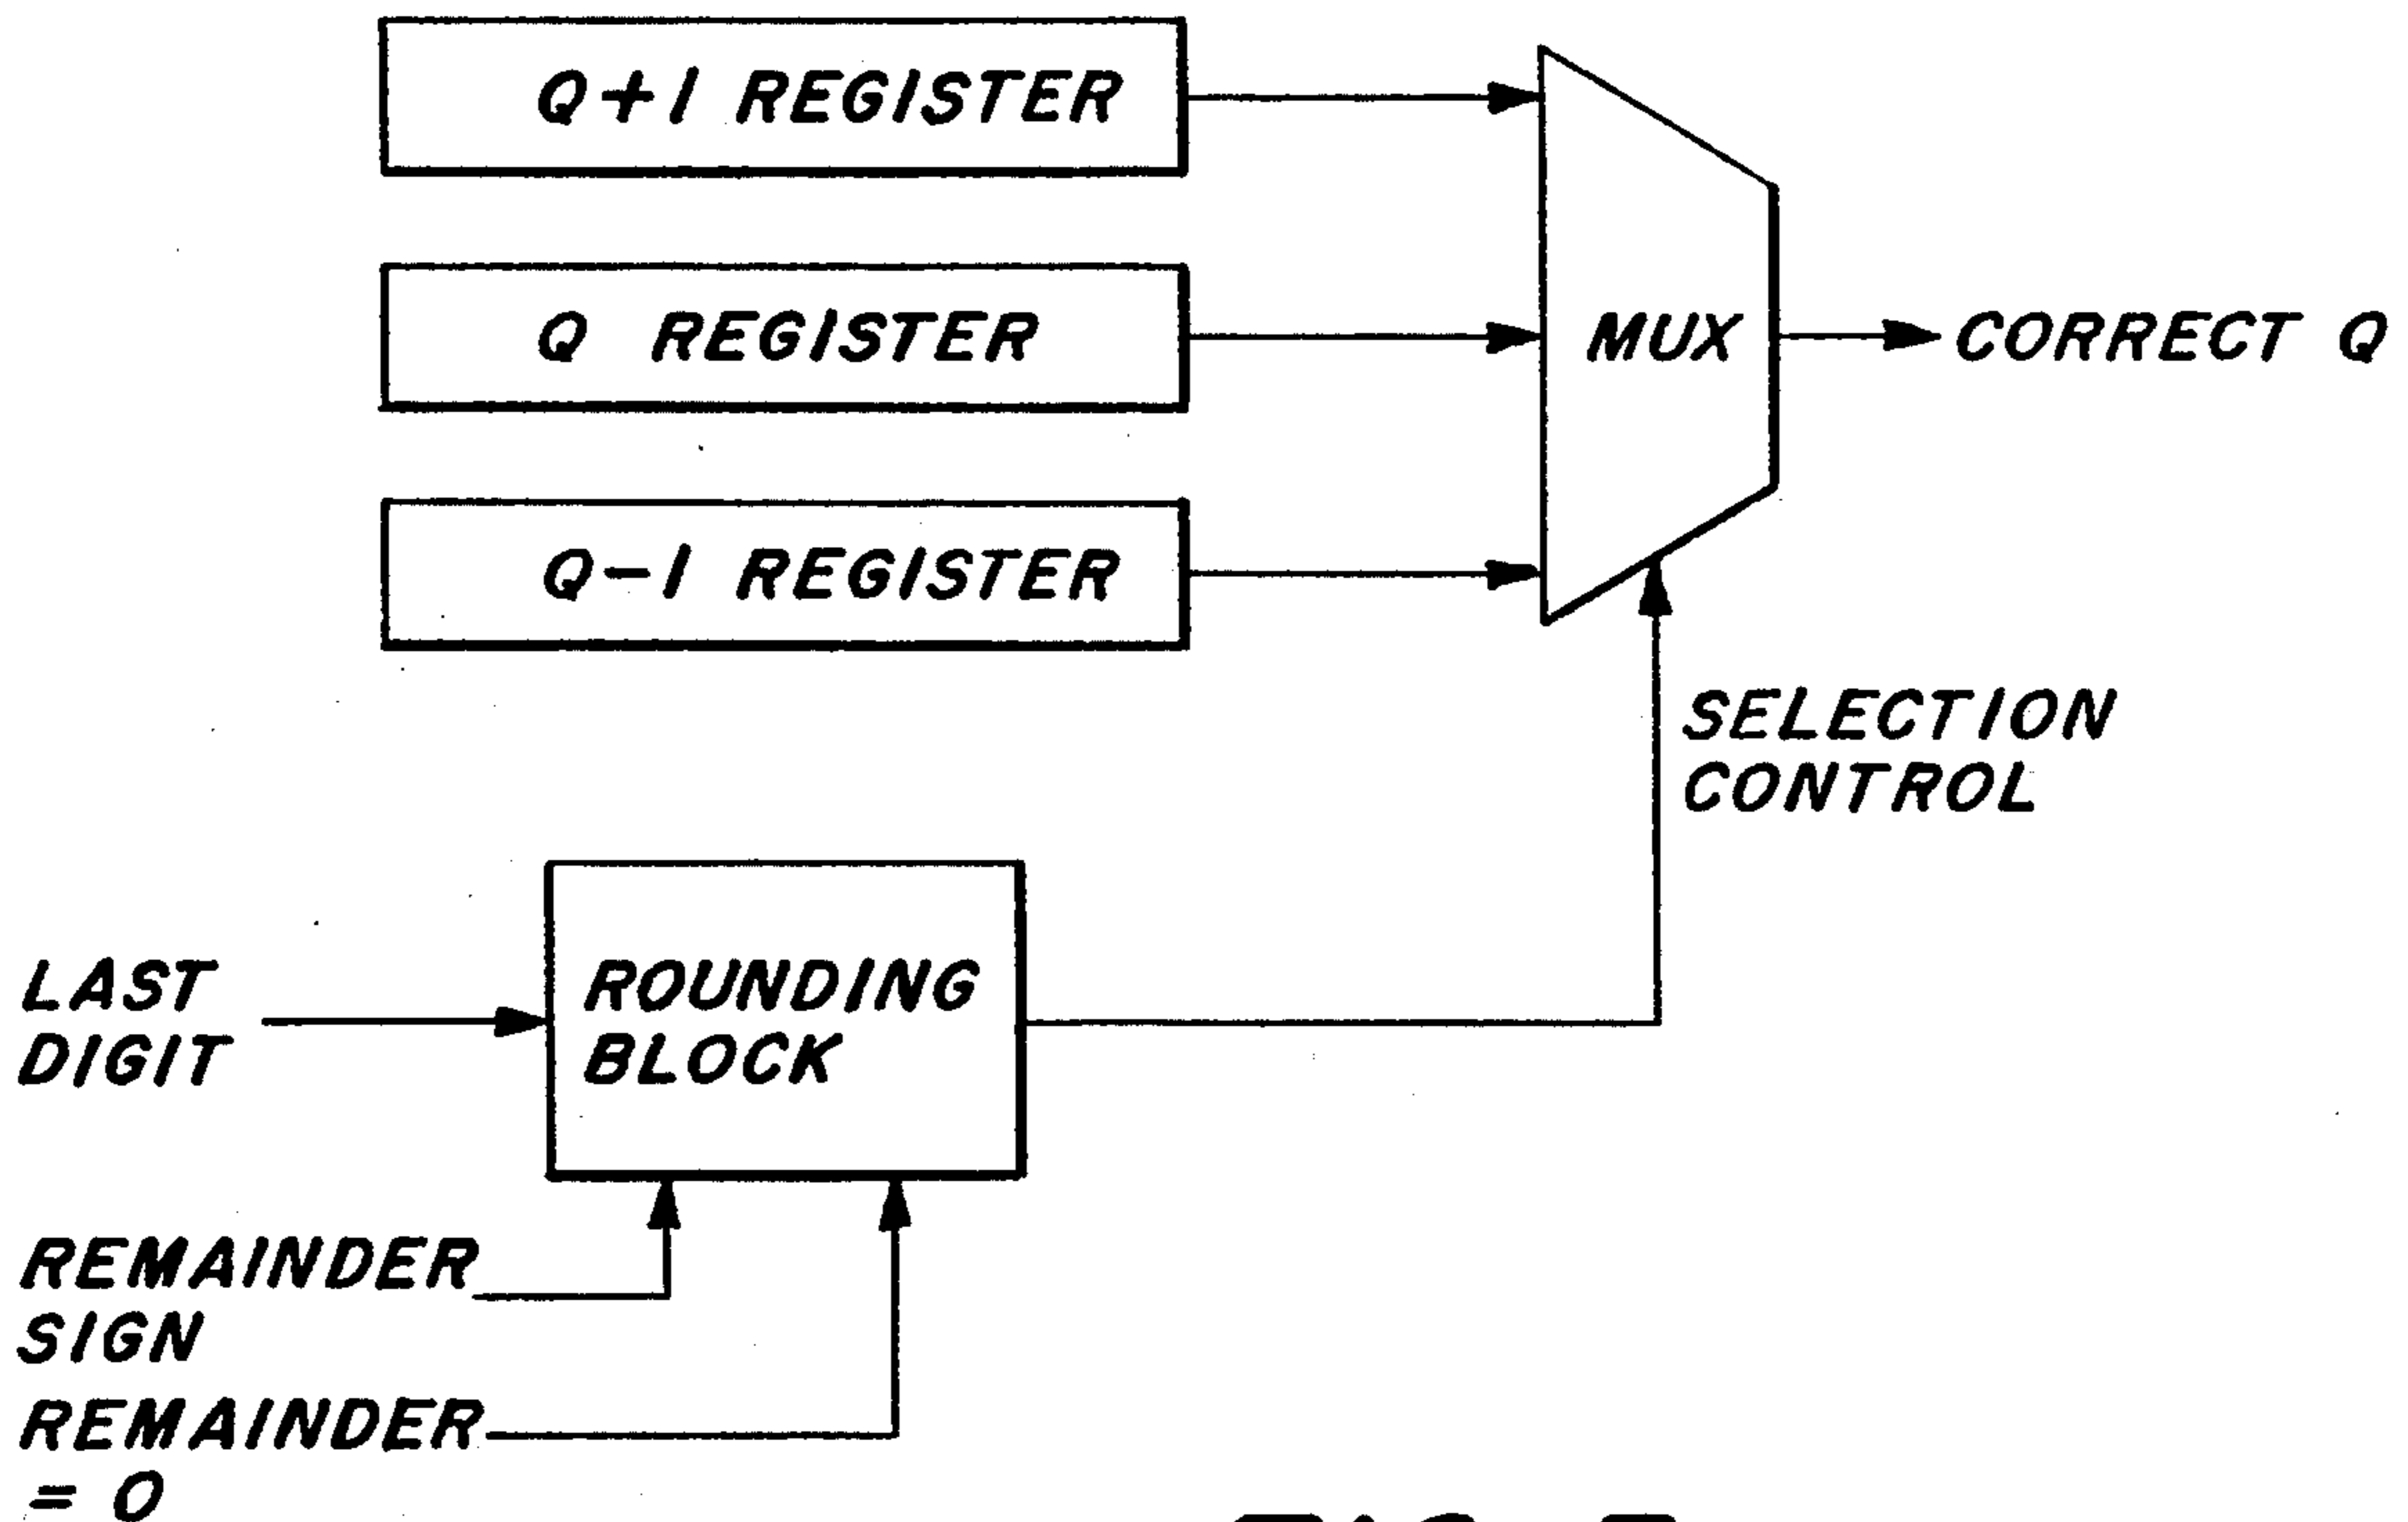 Q+1 REGISTER
Q REGISTER
MUX
CORRECT Q
Q-1 REGISTER
SELECTION
CONTROL
LAST
DIGIT
ROUNDING
BLOCK
REMAINDER
SIGN
REMAINDER
= 0